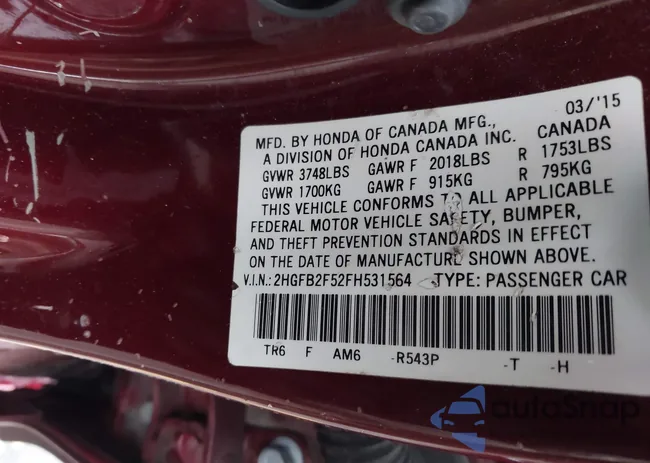 03/'15
MFD. BY HONDA OF CANADA MFG.,
A DIVISION OF HONDA CANADA INC. CANADA
GVWR 3748LBS GAWR F 2018LBS R 1753LBS
GVWR 1700KG GAWR F 915KG R 795KG
THIS VEHICLE CONFORMS TO ALL APPLICABLE
FEDERAL MOTOR VEHICLE SAFETY, BUMPER,
AND THEFT PREVENTION STANDARDS IN EFFECT
ON THE DATE OF MANUFACTURE SHOWN ABOVE.
V.I.N.: 2HGFB2F52FH531564 TYPE: PASSENGER CAR
TR6 F AM6 -R543P -T -H
autoSnap